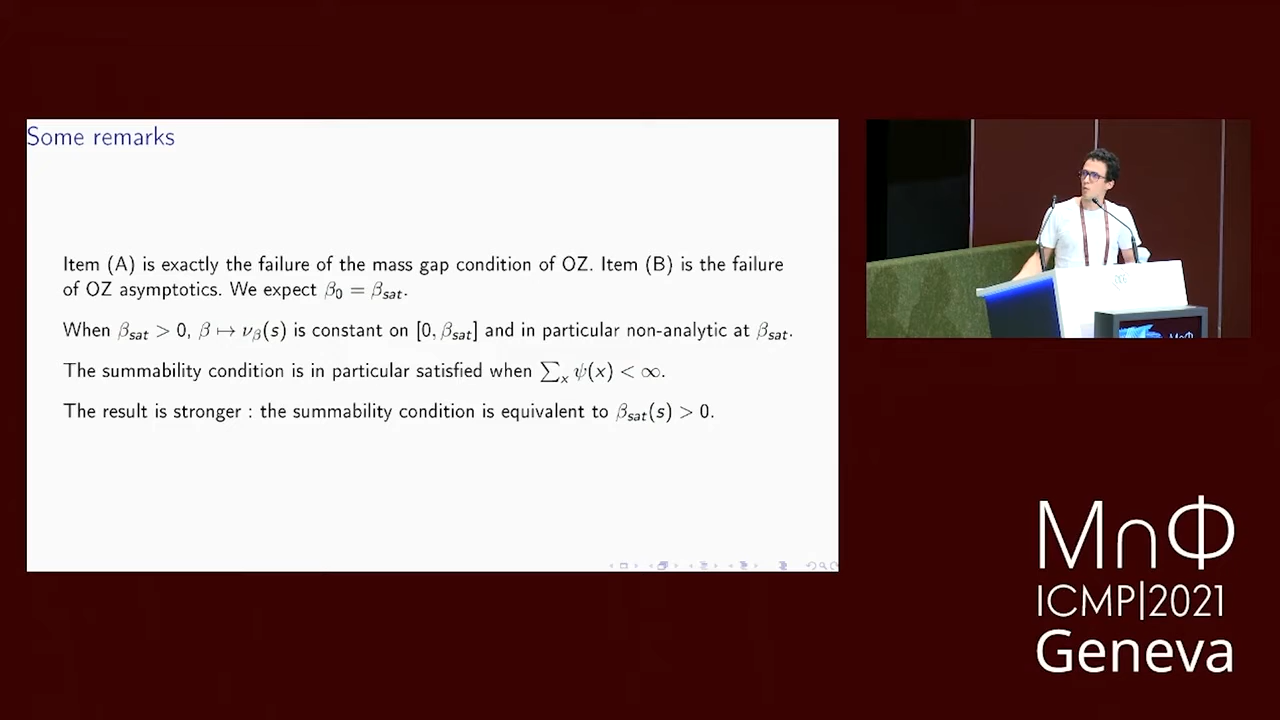 Some remarks
Item (A) is exactly the failure of the mass gap condition of OZ. Item (B) is the failure
of OZ asymptotics. We expect β₀ = β_sat.
When β_sat > 0, β ↦ ν_β(s) is constant on [0, β_sat] and in particular non-analytic at β_sat.
The summability condition is in particular satisfied when ∑_x ψ(x) < ∞.
The result is stronger : the summability condition is equivalent to β_sat(s) > 0.
M∩Φ
ICMP|2021
Geneva
M∩Φ